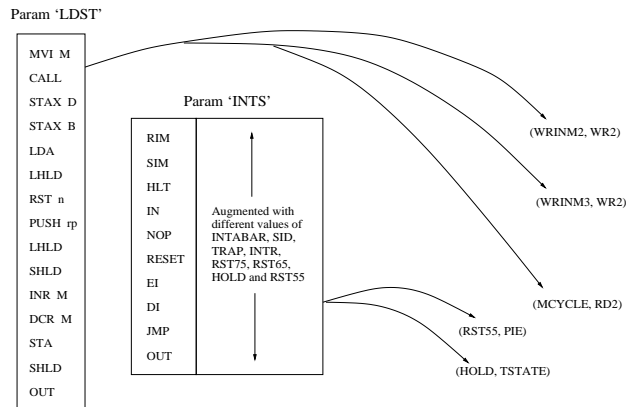 Param ‘LDST’
MVI M
CALL
STAX D
STAX B
LDA
LHLD
RST n
PUSH rp
LHLD
SHLD
INR M
DCR M
STA
SHLD
OUT
Param ‘INTS’
RIM
SIM
HLT
IN
NOP
RESET
EI
DI
JMP
OUT
Augmented with
different values of
INTABAR, SID,
TRAP, INTR,
RST75, RST65,
HOLD and RST55
(WRINM2, WR2)
(WRINM3, WR2)
(MCYCLE, RD2)
(RST55, PIE)
(HOLD, TSTATE)